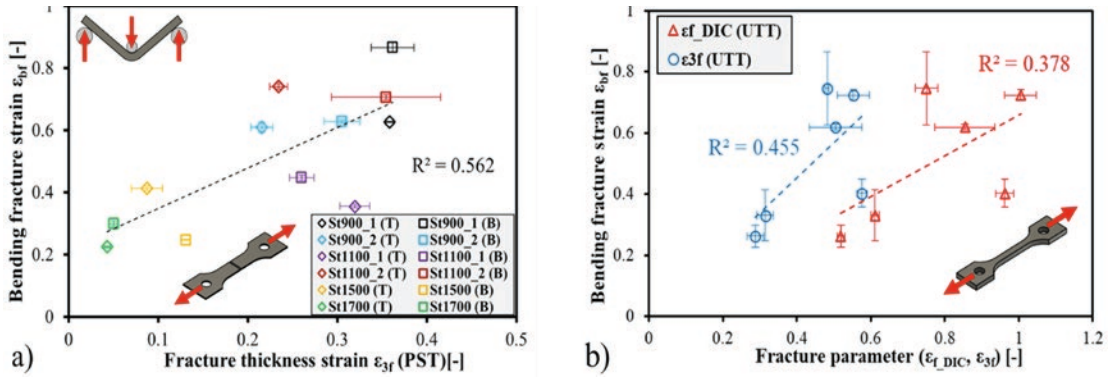 1
0.8
0.6
0.4
0.2
0
0
0.1
0.2
0.3
0.4
0.5
Bending fracture strain εbf [-]
R² = 0.562
St900_1 (T)
St900_1 (B)
St900_2 (T)
St900_2 (B)
St1100_1 (T)
St1100_1 (B)
St1100_2 (T)
St1100_2 (B)
St1500 (T)
St1500 (B)
St1700 (T)
St1700 (B)
a)
Fracture thickness strain ε3f (PST)[-]
1
0.8
0.6
0.4
0.2
0
0
0.2
0.4
0.6
0.8
1
1.2
Bending fracture strain εbf [-]
εf_DIC (UTT)
ε3f (UTT)
R² = 0.378
R² = 0.455
b)
Fracture parameter (εf_DIC, ε3f) [-]